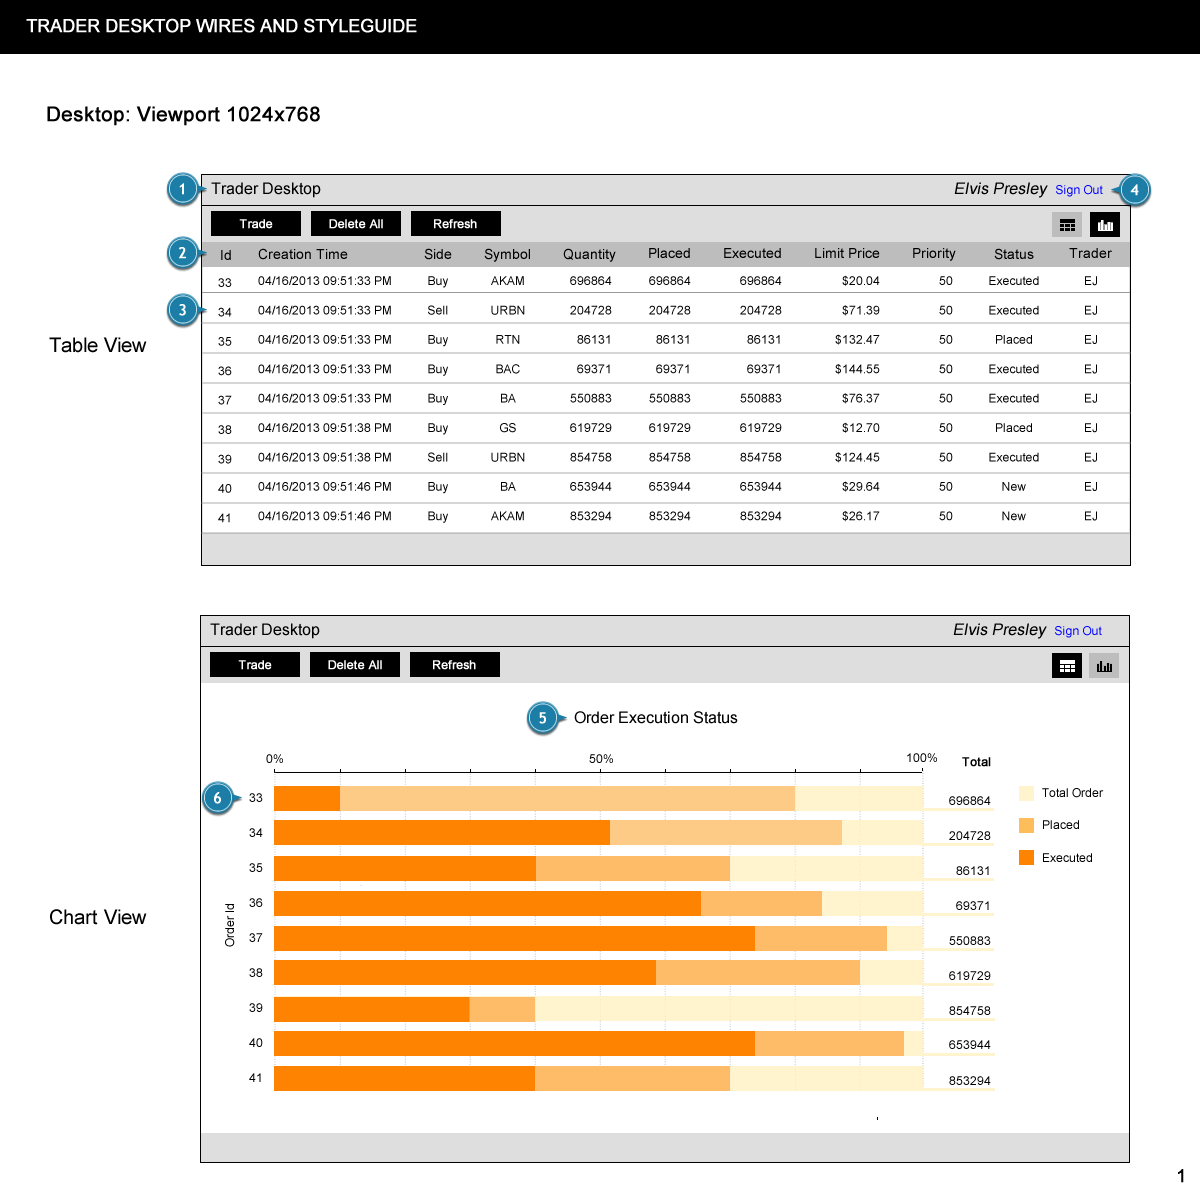 TRADER DESKTOP WIRES AND STYLEGUIDE
Desktop: Viewport 1024x768
1 Trader Desktop Elvis Presley Sign Out 4
Trade Delete All Refresh
2 Id Creation Time Side Symbol Quantity Placed Executed Limit Price Priority Status Trader
33 04/16/2013 09:51:33 PM Buy AKAM 696864 696864 696864 $20.04 50 Executed EJ
3 34 04/16/2013 09:51:33 PM Sell URBN 204728 204728 204728 $71.39 50 Executed EJ
Table View
35 04/16/2013 09:51:33 PM Buy RTN 86131 86131 86131 $132.47 50 Placed EJ
36 04/16/2013 09:51:33 PM Buy BAC 69371 69371 69371 $144.55 50 Executed EJ
37 04/16/2013 09:51:33 PM Buy BA 550883 550883 550883 $76.37 50 Executed EJ
38 04/16/2013 09:51:38 PM Buy GS 619729 619729 619729 $12.70 50 Placed EJ
39 04/16/2013 09:51:38 PM Sell URBN 854758 854758 854758 $124.45 50 Executed EJ
40 04/16/2013 09:51:46 PM Buy BA 653944 653944 653944 $29.64 50 New EJ
41 04/16/2013 09:51:46 PM Buy AKAM 853294 853294 853294 $26.17 50 New EJ
Trader Desktop Elvis Presley Sign Out
Trade Delete All Refresh
5 Order Execution Status
0% 50% 100% Total
6 33 696864
34 204728
35 86131
36 69371
37 550883
38 619729
39 854758
40 653944
41 853294
Order Id
Total Order
Placed
Executed
Chart View
1